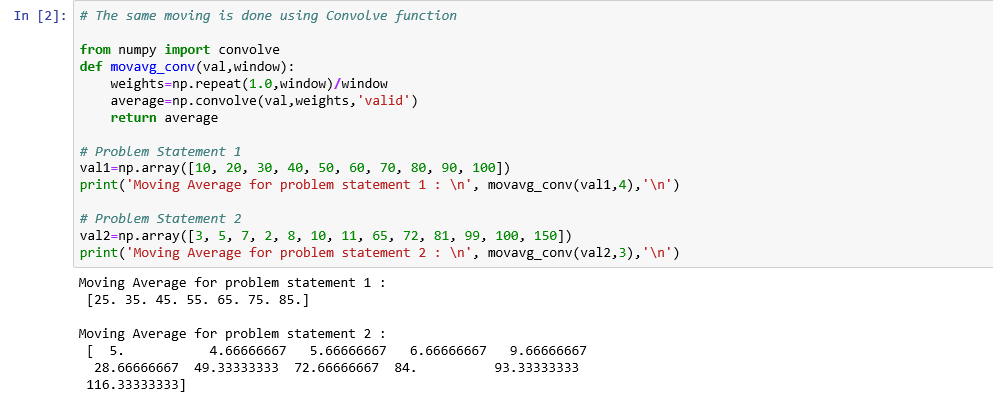 In [2]: # The same moving is done using Convolve function
from numpy import convolve
def movavg_conv(val,window):
    weights=np.repeat(1.0,window)/window
    average=np.convolve(val,weights,'valid')
    return average
# Problem Statement 1
val1=np.array([10, 20, 30, 40, 50, 60, 70, 80, 90, 100])
print('Moving Average for problem statement 1 : \n', movavg_conv(val1,4),'\n')
# Problem Statement 2
val2=np.array([3, 5, 7, 2, 8, 10, 11, 65, 72, 81, 99, 100, 150])
print('Moving Average for problem statement 2 : \n', movavg_conv(val2,3),'\n')
Moving Average for problem statement 1 :
 [25. 35. 45. 55. 65. 75. 85.]
Moving Average for problem statement 2 :
 [  5.           4.66666667   5.66666667   6.66666667   9.66666667
  28.66666667  49.33333333  72.66666667  84.          93.33333333
 116.33333333]